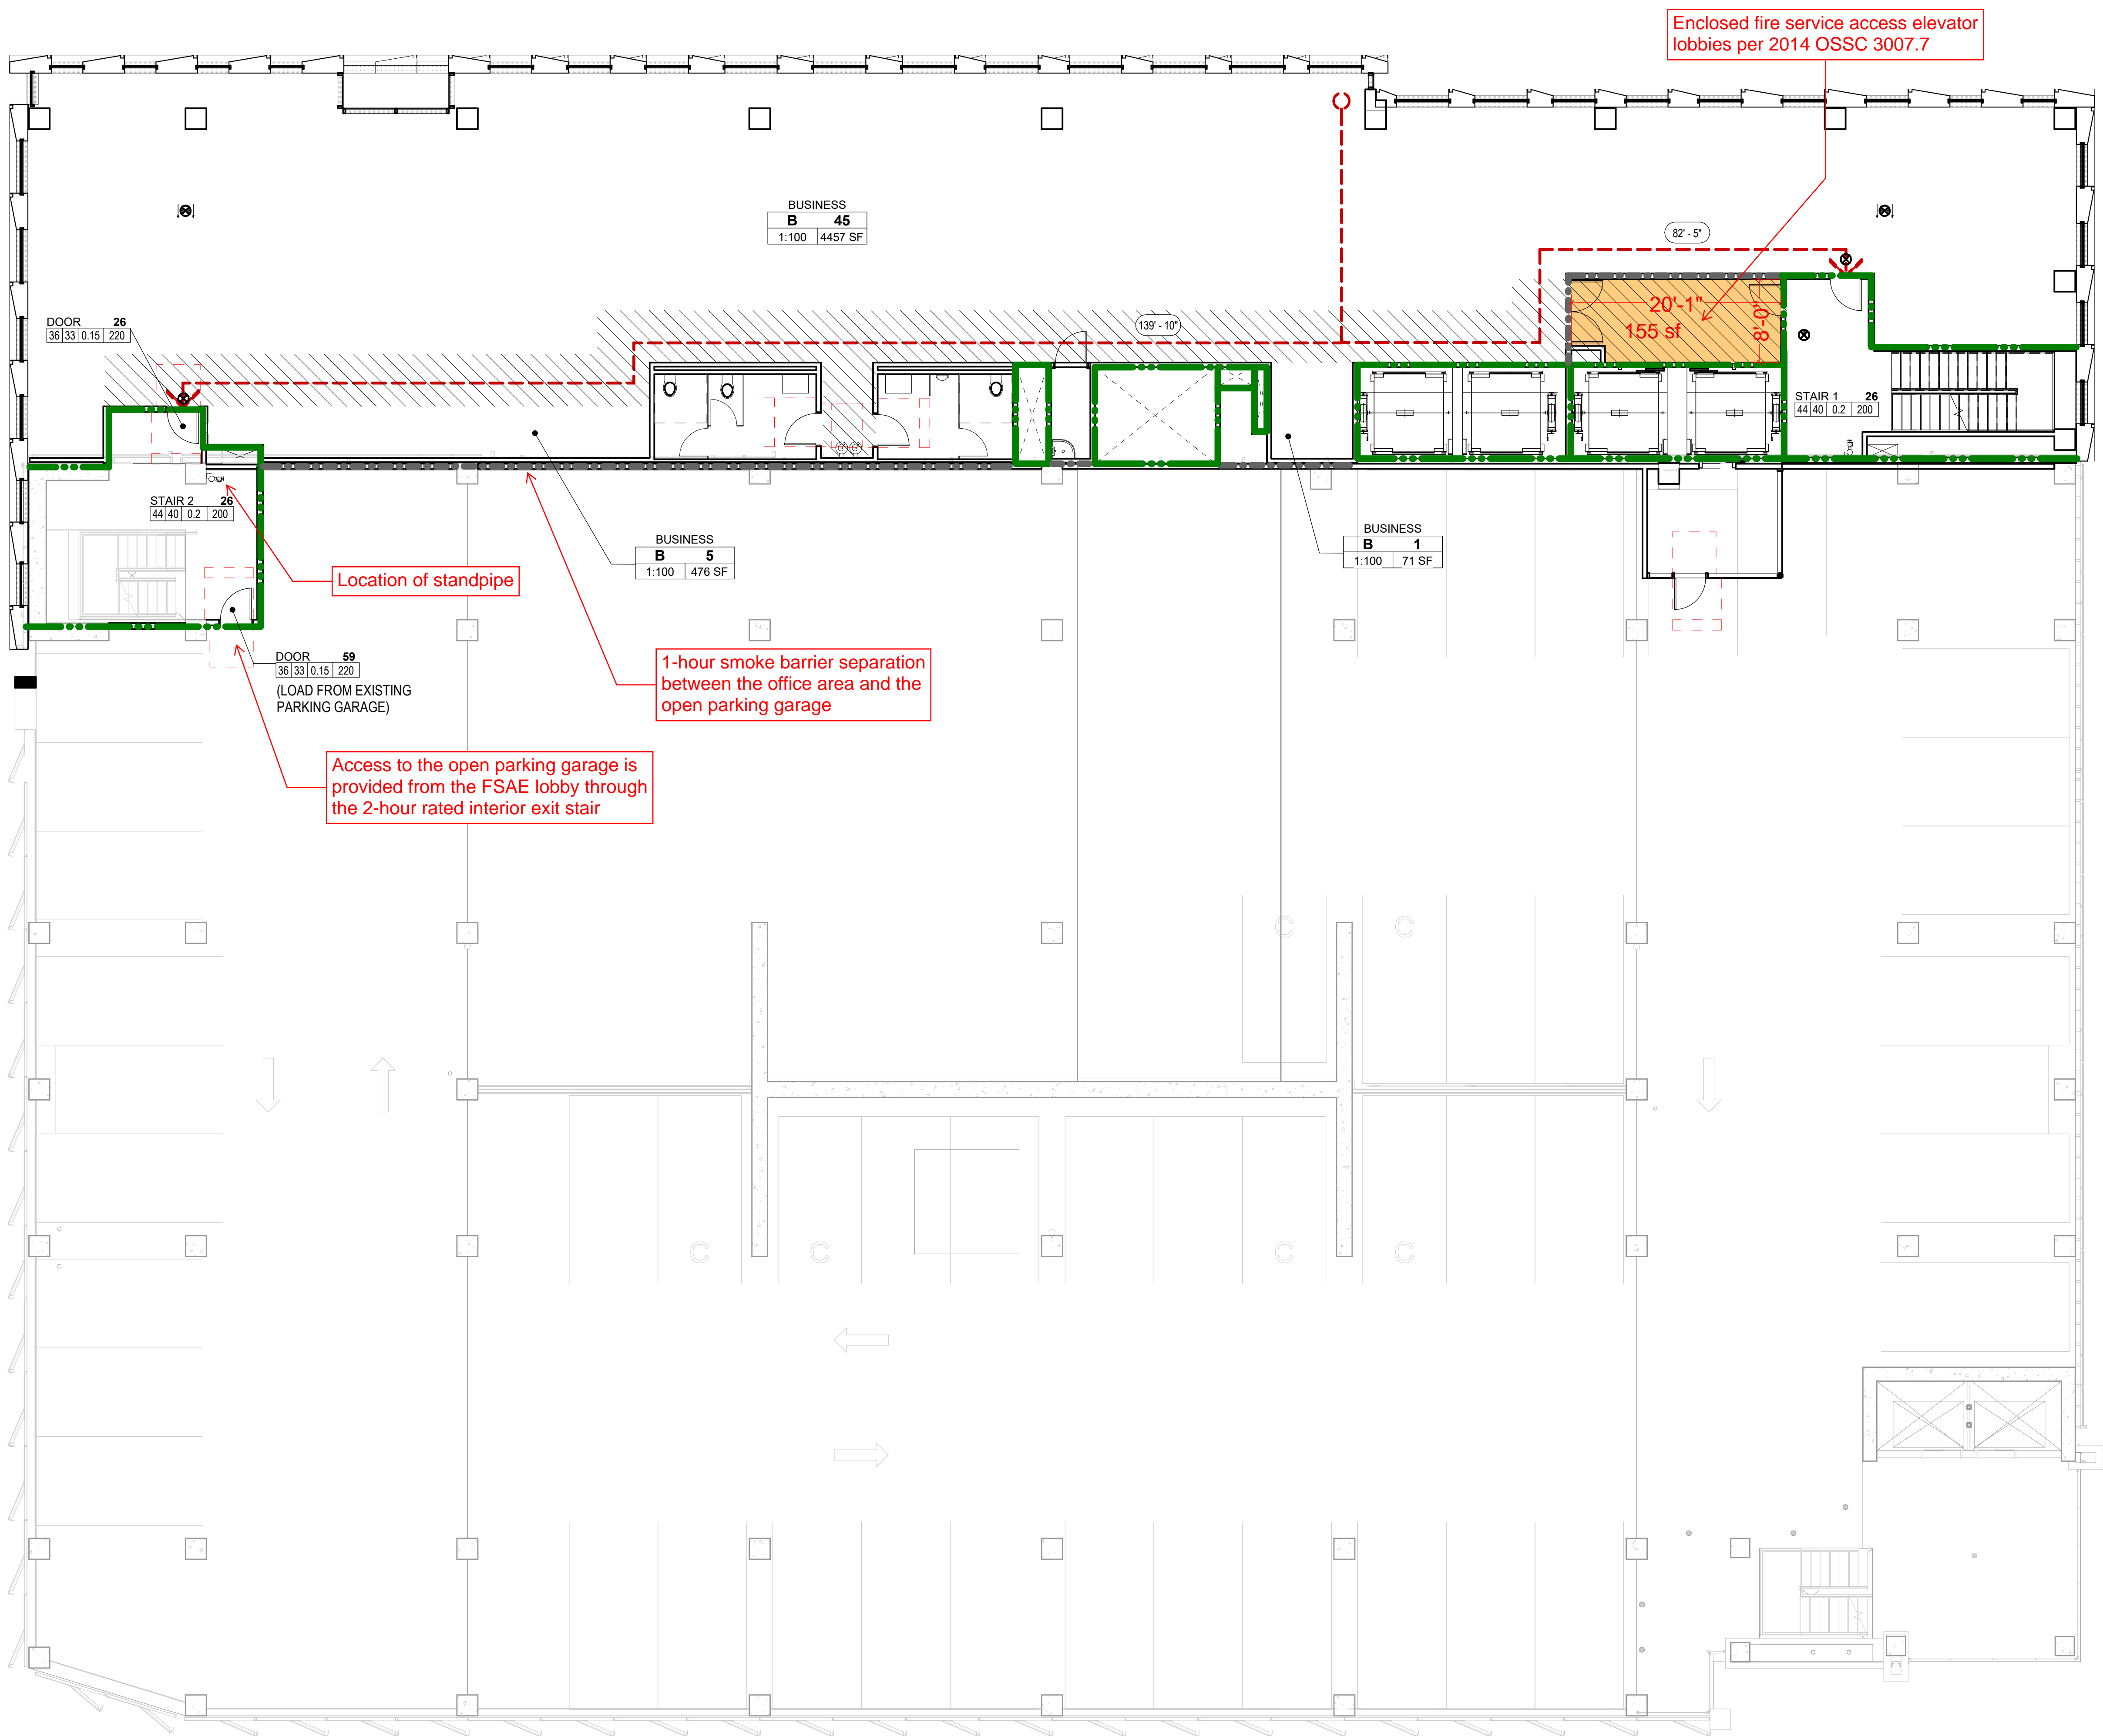 Enclosed fire service access elevator
lobbies per 2014 OSSC 3007.7
BUSINESS
B 45
1:100 4457 SF
82' - 5"
20'-1"
155 sf
8'-0"
139' - 10"
DOOR 26
36 33 0.15 220
STAIR 1 26
44 40 0.2 200
STAIR 2 26
44 40 0.2 200
BUSINESS
B 5
1:100 476 SF
BUSINESS
B 1
1:100 71 SF
Location of standpipe
DOOR 59
36 33 0.15 220
(LOAD FROM EXISTING
PARKING GARAGE)
1-hour smoke barrier separation
between the office area and the
open parking garage
Access to the open parking garage is
provided from the FSAE lobby through
the 2-hour rated interior exit stair
C C
C C C C